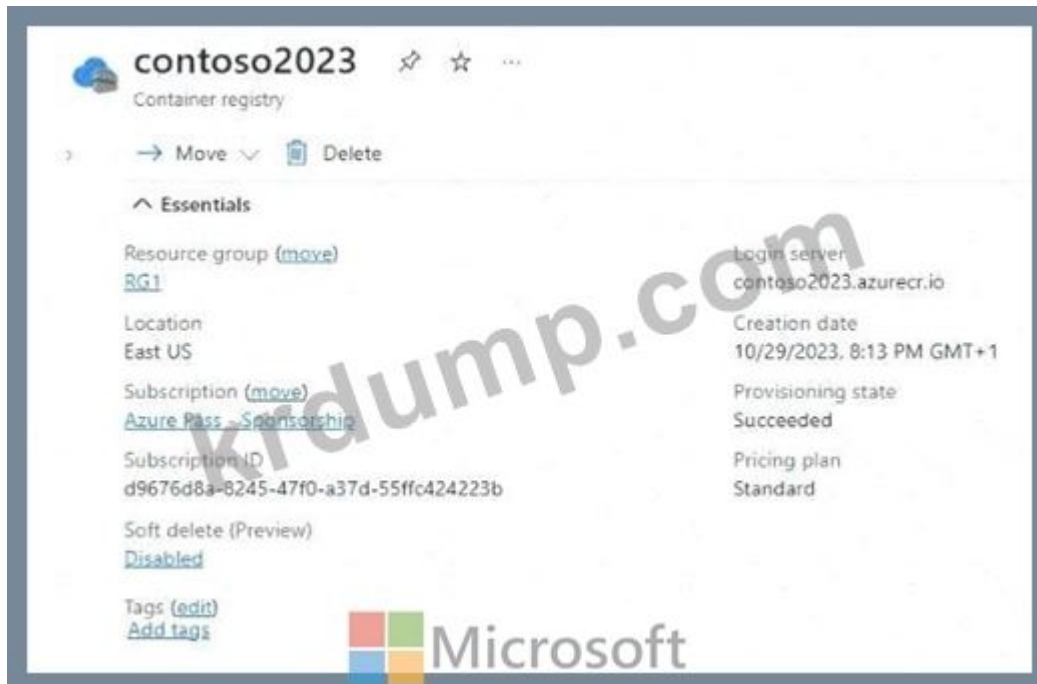 contoso2023
Container registry
Move
Delete
Essentials
Resource group (move)
RG1
Location
East US
Subscription (move)
Azure Pass - Sponsorship
Subscription ID
d9676d8a-8245-47f0-a37d-55ffc424223b
Soft delete (Preview)
Disabled
Tags (edit)
Add tags
Login server
contoso2023.azurecr.io
Creation date
10/29/2023, 8:13 PM GMT+1
Provisioning state
Succeeded
Pricing plan
Standard
krdump.com
Microsoft